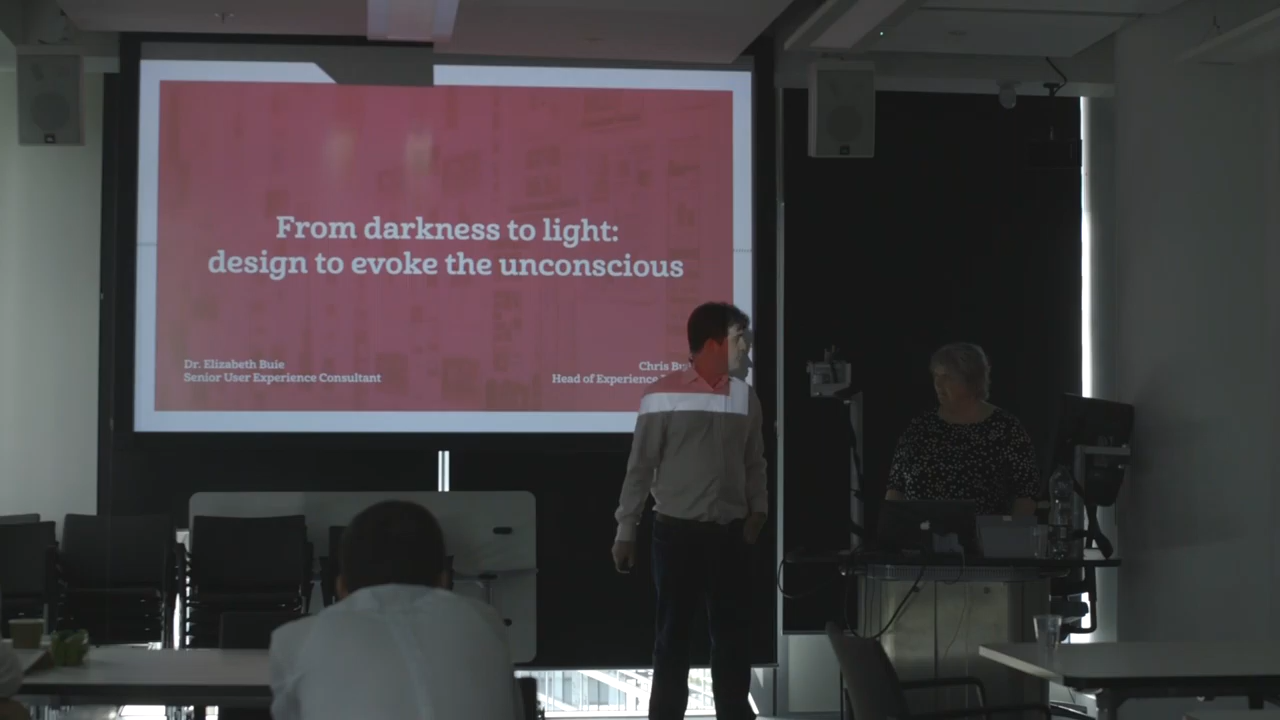 From darkness to light:
design to evoke the unconscious
Dr. Elizabeth Buie
Senior User Experience Consultant
Chris
Head of Experience